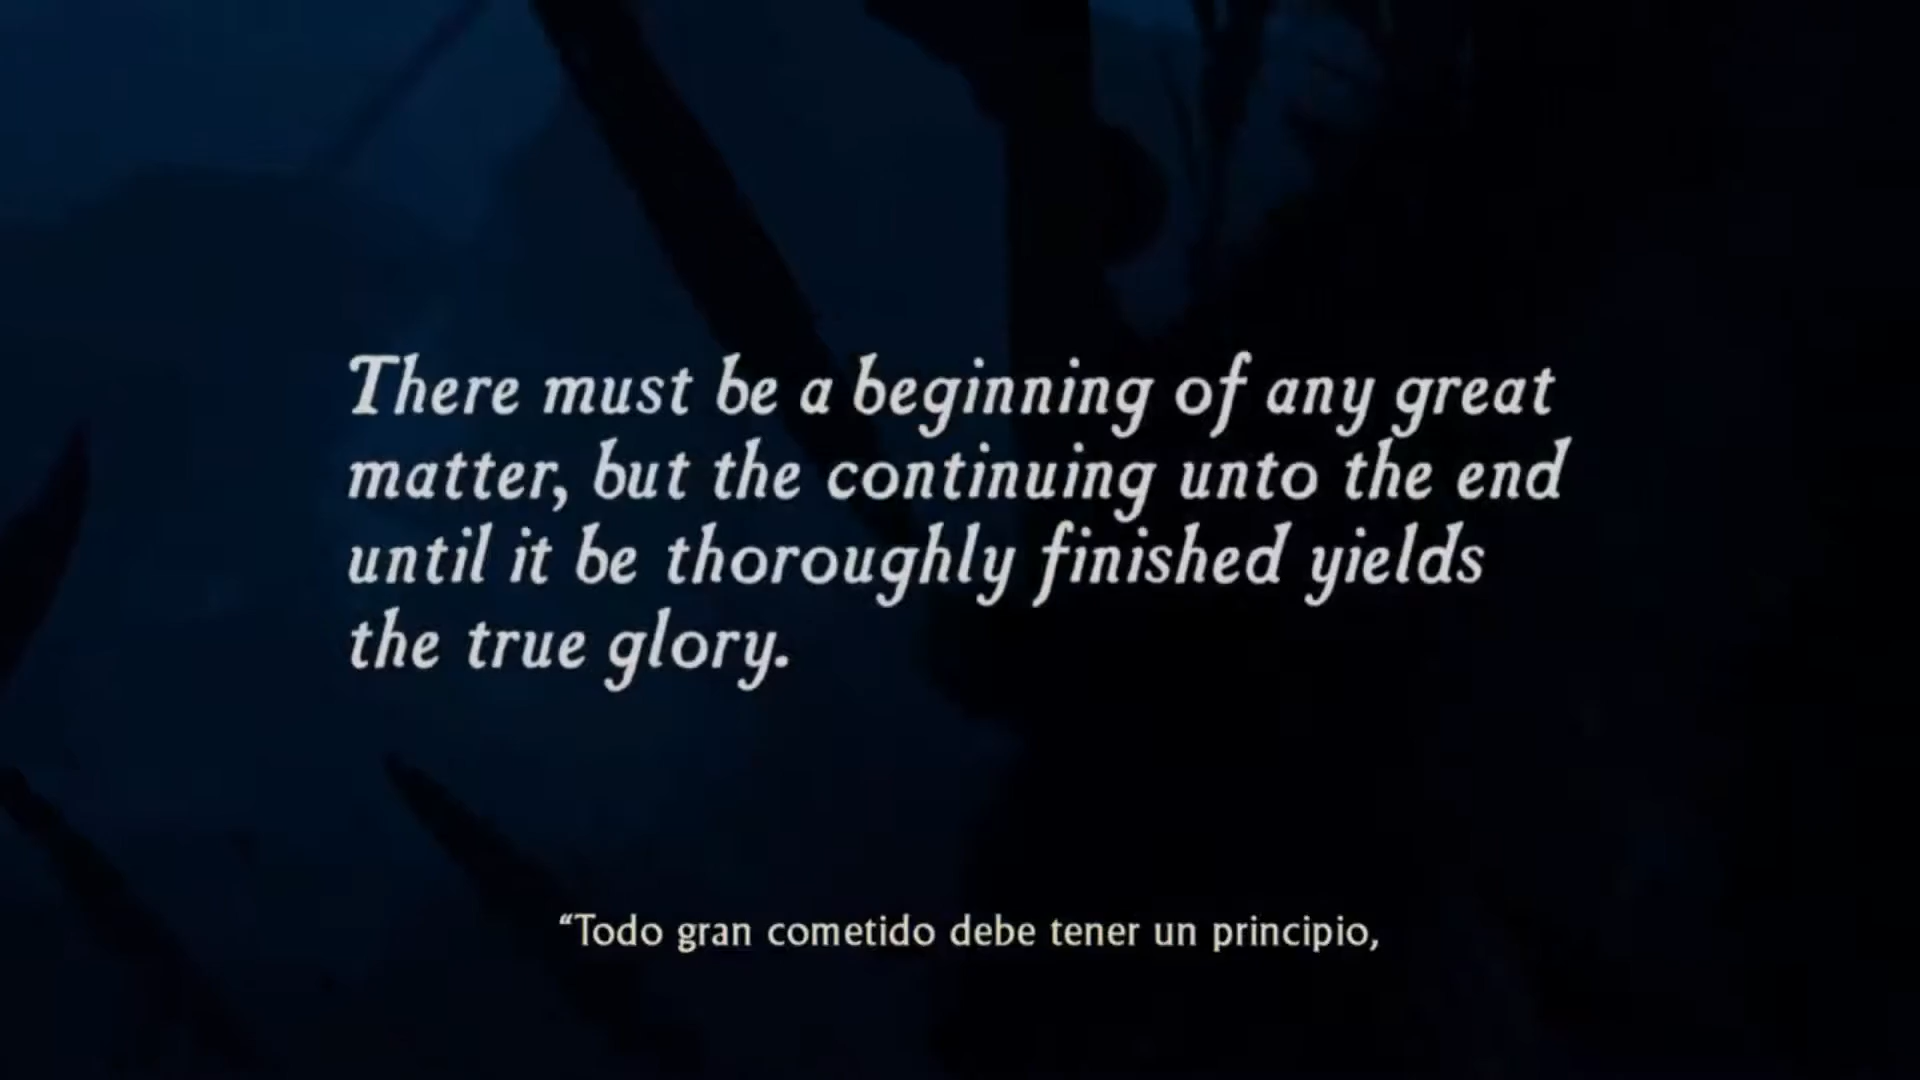 There must be a beginning of any great
matter, but the continuing unto the end
until it be thoroughly finished yields
the true glory.
“Todo gran cometido debe tener un principio,